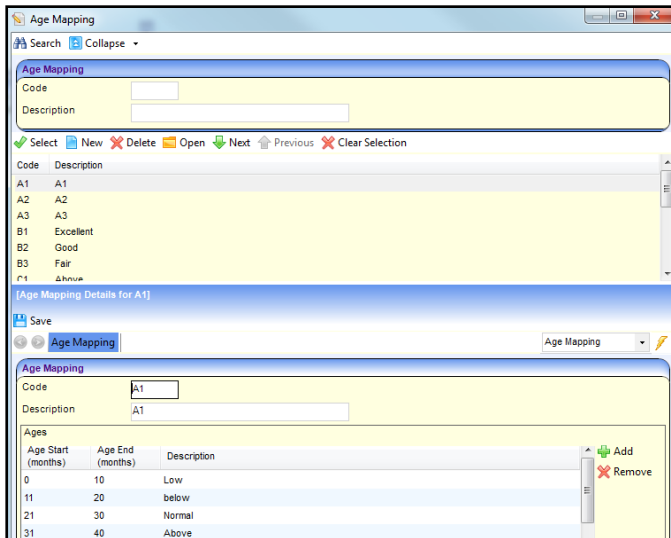 Age Mapping
Search Collapse
Age Mapping
Code
Description
Select New Delete Open Next Previous Clear Selection
Code Description
A1 A1
A2 A2
A3 A3
B1 Excellent
B2 Good
B3 Fair
C1 Above
[Age Mapping Details for A1]
Save
Age Mapping Age Mapping
Age Mapping
Code A1
Description A1
Ages
Age Start (months) Age End (months) Description Add
Remove
0 10 Low
11 20 below
21 30 Normal
31 40 Above